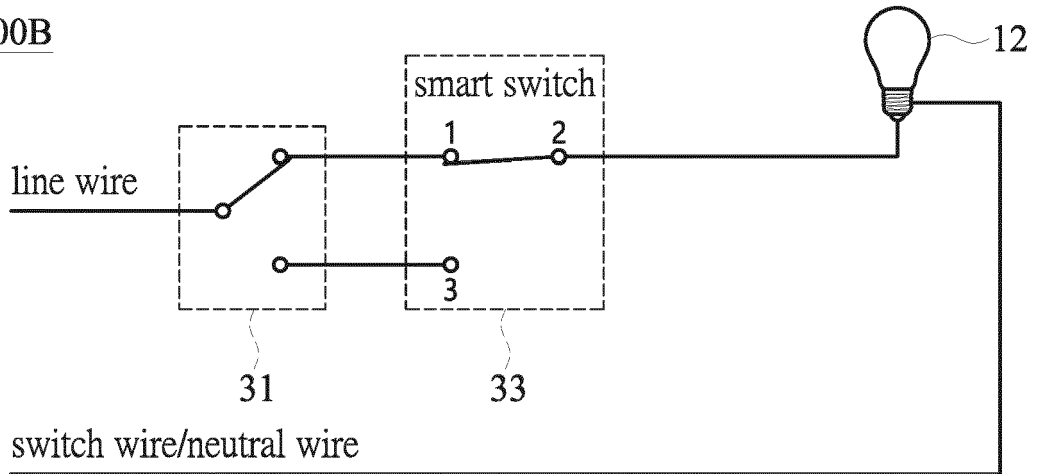 00B
12
smart switch
1 2
line wire
3
31
33
switch wire/neutral wire